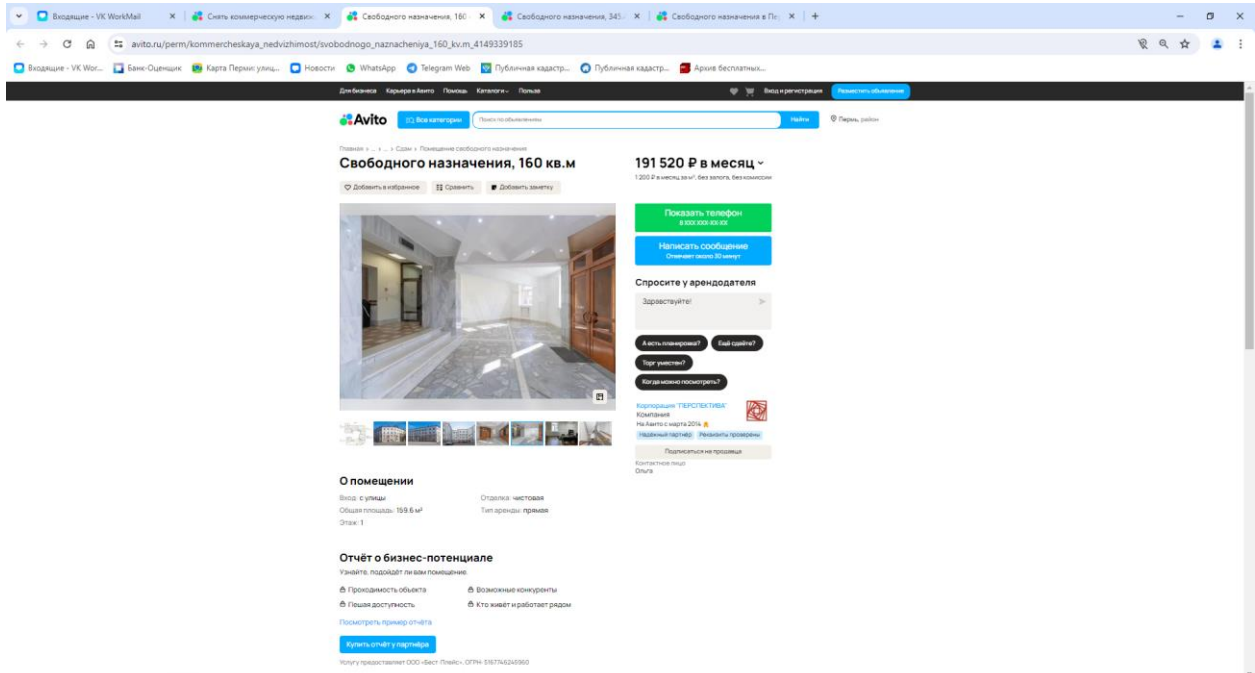 Входящие - VK WorkMail
Снять коммерческую недвижи
Свободного назначения, 160
Свободного назначения, 345
Свободного назначения в Пе
avito.ru/perm/kommercheskaya_nedvizhimost/svobodnogo_naznacheniya_160_kv.m_4149339185
Входящие - VK Wor... Банк-Оценщик Карта Перми: улиц... Новости WhatsApp Telegram Web Публичная кадастр... Публичная кадастр... Архив бесплатных...
Для бизнеса Карьера в Авито Помощь Каталоги Польза Вход и регистрация Разместить объявление
Avito Все категории Поиск по объявлениям Найти Пермь, район
Главная › ... › ... › Сдам › Помещение свободного назначения
Свободного назначения, 160 кв.м
191 520 ₽ в месяц
1 200 ₽ в месяц за м², без залога, без комиссии
Добавить в избранное Сравнить Добавить заметку
Показать телефон
8 XXX XXX-XX-XX
Написать сообщение
Отвечает около 30 минут
Спросите у арендодателя
Здравствуйте!
А есть планировка? Ещё сдаёте?
Торг уместен?
Когда можно посмотреть?
Корпорация "ПЕРСПЕКТИВА"
Компания
На Авито с марта 2014
Надёжный партнёр Реквизиты проверены
Подписаться на продавца
Контактное лицо
Ольга
О помещении
Вход: с улицы
Общая площадь: 159.6 м²
Этаж: 1
Отделка: чистовая
Тип аренды: прямая
Отчёт о бизнес-потенциале
Узнайте, подойдёт ли вам помещение.
Проходимость объекта Возможные конкуренты
Пешая доступность Кто живёт и работает рядом
Посмотреть пример отчёта
Купить отчёт у партнёра
Услугу предоставляет ООО «Бест Плейс», ОГРН 5167746245960